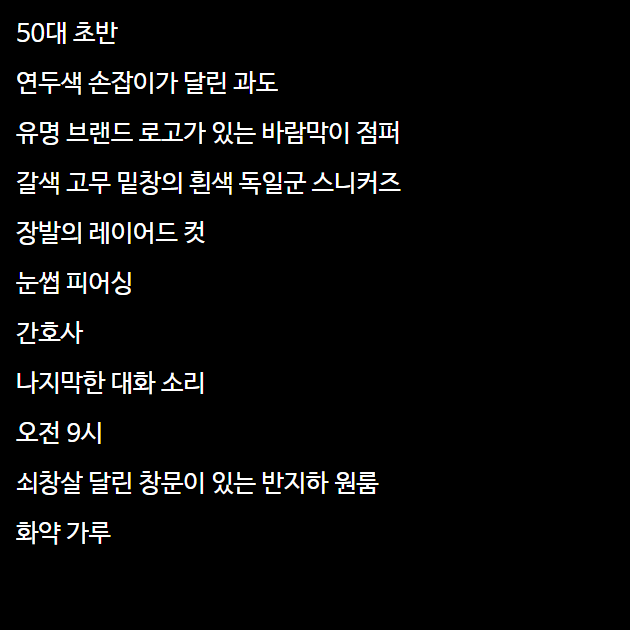 50대 초반
연두색 손잡이가 달린 과도
유명 브랜드 로고가 있는 바람막이 점퍼
갈색 고무 밑창의 흰색 독일군 스니커즈
장발의 레이어드 컷
눈썹 피어싱
간호사
나지막한 대화 소리
오전 9시
쇠창살 달린 창문이 있는 반지하 원룸
화약 가루